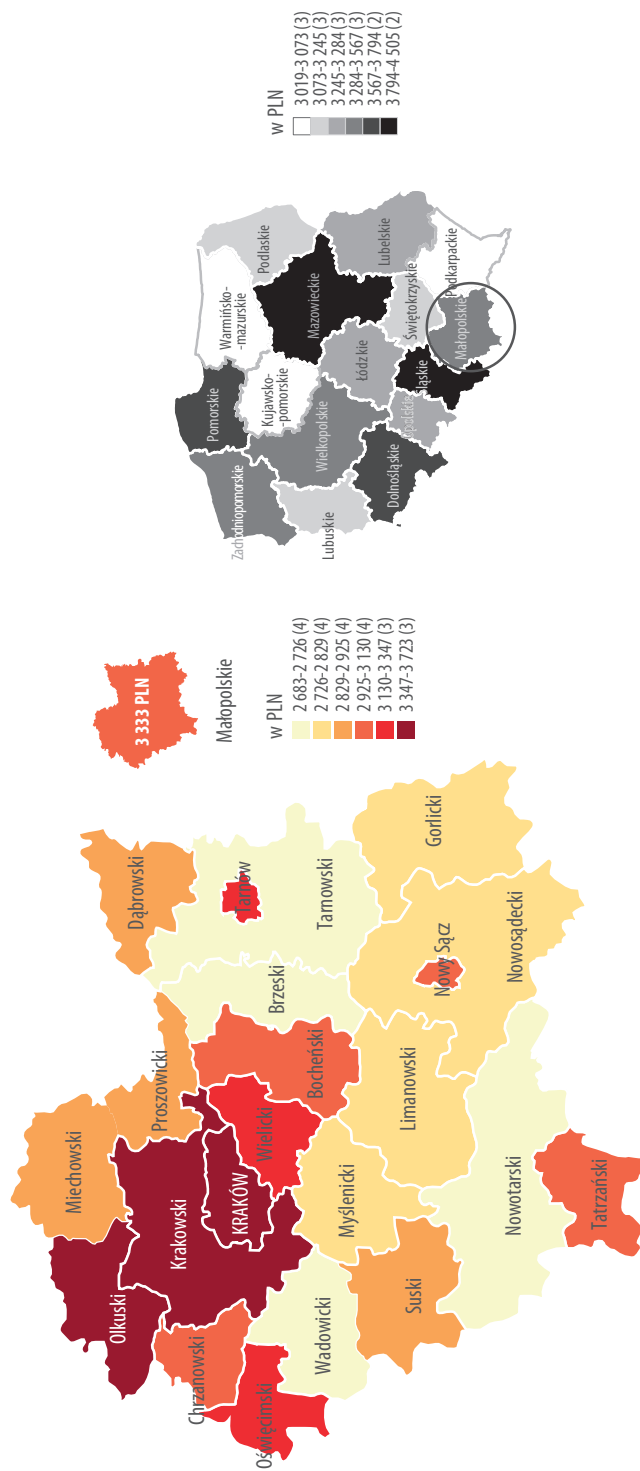 Miechowski
Dąbrowski
Olkuski
Proszowicki
Krakowski
KRAKÓW
Chrzanowski
Oświęcimski
Wielicki
Bocheński
Brzeski
Tarnów
Tarnowski
Wadowicki
Myślenicki
Suski
Limanowski
Nowy Sącz
Nowosądecki
Gorlicki
Nowotarski
Tatrzański
3 333 PLN
Małopolskie
w PLN
2 683-2 726 (4)
2 726-2 829 (4)
2 829-2 925 (4)
2 925-3 130 (4)
3 130-3 347 (3)
3 347-3 723 (3)
Zachodniopomorskie
Pomorskie
Warmińsko-
-mazurskie
Podlaskie
Kujawsko-
-pomorskie
Mazowieckie
Lubuskie
Wielkopolskie
Łódzkie
Lubelskie
Dolnośląskie
Opolskie
Śląskie
Świętokrzyskie
Małopolskie
Podkarpackie
w PLN
3 019-3 073 (3)
3 073-3 245 (3)
3 245-3 284 (3)
3 284-3 567 (3)
3 567-3 794 (2)
3 794-4 505 (2)